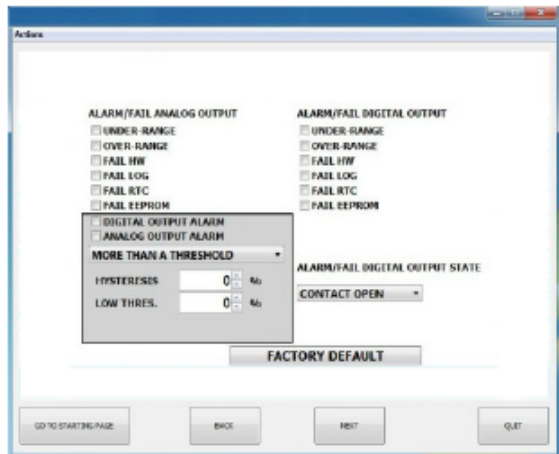 Actions
ALARM/FAIL ANALOG OUTPUT
UNDER-RANGE
OVER-RANGE
FAIL HW
FAIL LOG
FAIL RTC
FAIL EEPROM
DIGITAL OUTPUT ALARM
ANALOG OUTPUT ALARM
MORE THAN A THRESHOLD
HYSTERESIS 0 %
LOW THRES. 0 %
ALARM/FAIL DIGITAL OUTPUT
UNDER-RANGE
OVER-RANGE
FAIL HW
FAIL LOG
FAIL RTC
FAIL EEPROM
ALARM/FAIL DIGITAL OUTPUT STATE
CONTACT OPEN
FACTORY DEFAULT
GO TO STARTING PAGE
BACK
NEXT
QUIT